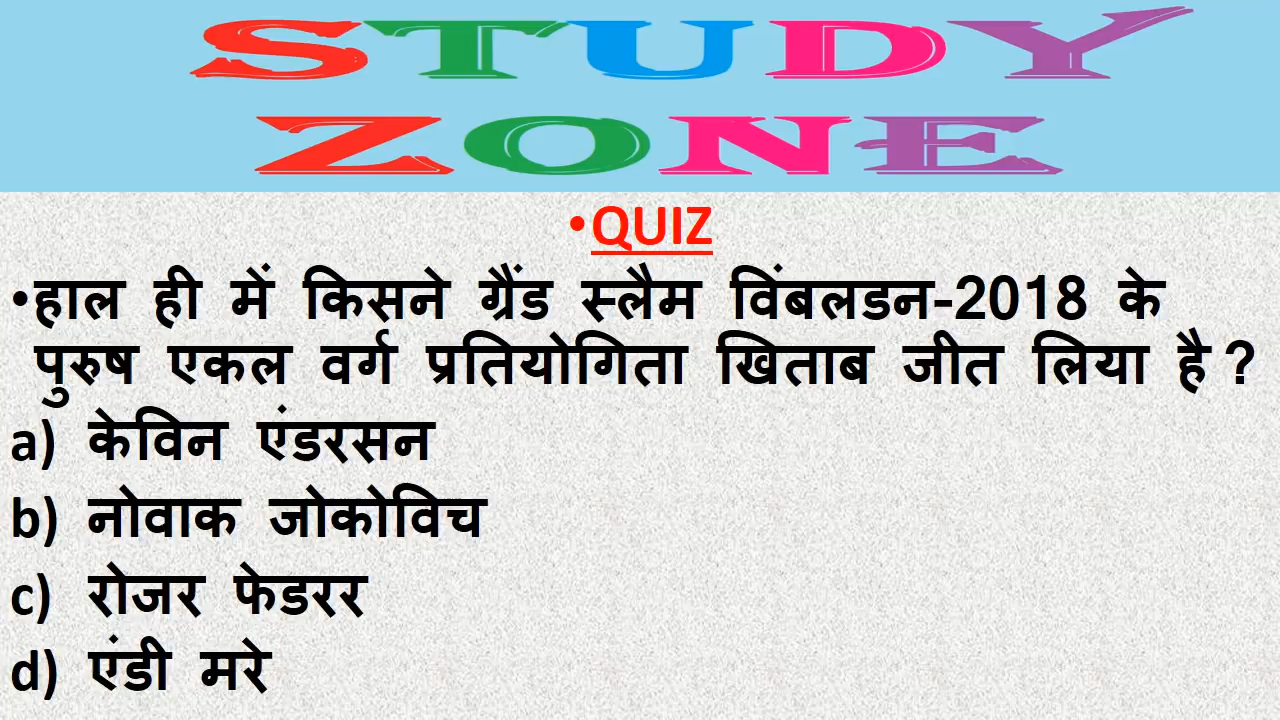 STUDY
ZONE
•QUIZ
•हाल ही में किसने ग्रैंड स्लैम विंबलडन-2018 के
पुरुष एकल वर्ग प्रतियोगिता खिताब जीत लिया है ?
a) केविन एंडरसन
b) नोवाक जोकोविच
c) रोजर फेडरर
d) एंडी मरे